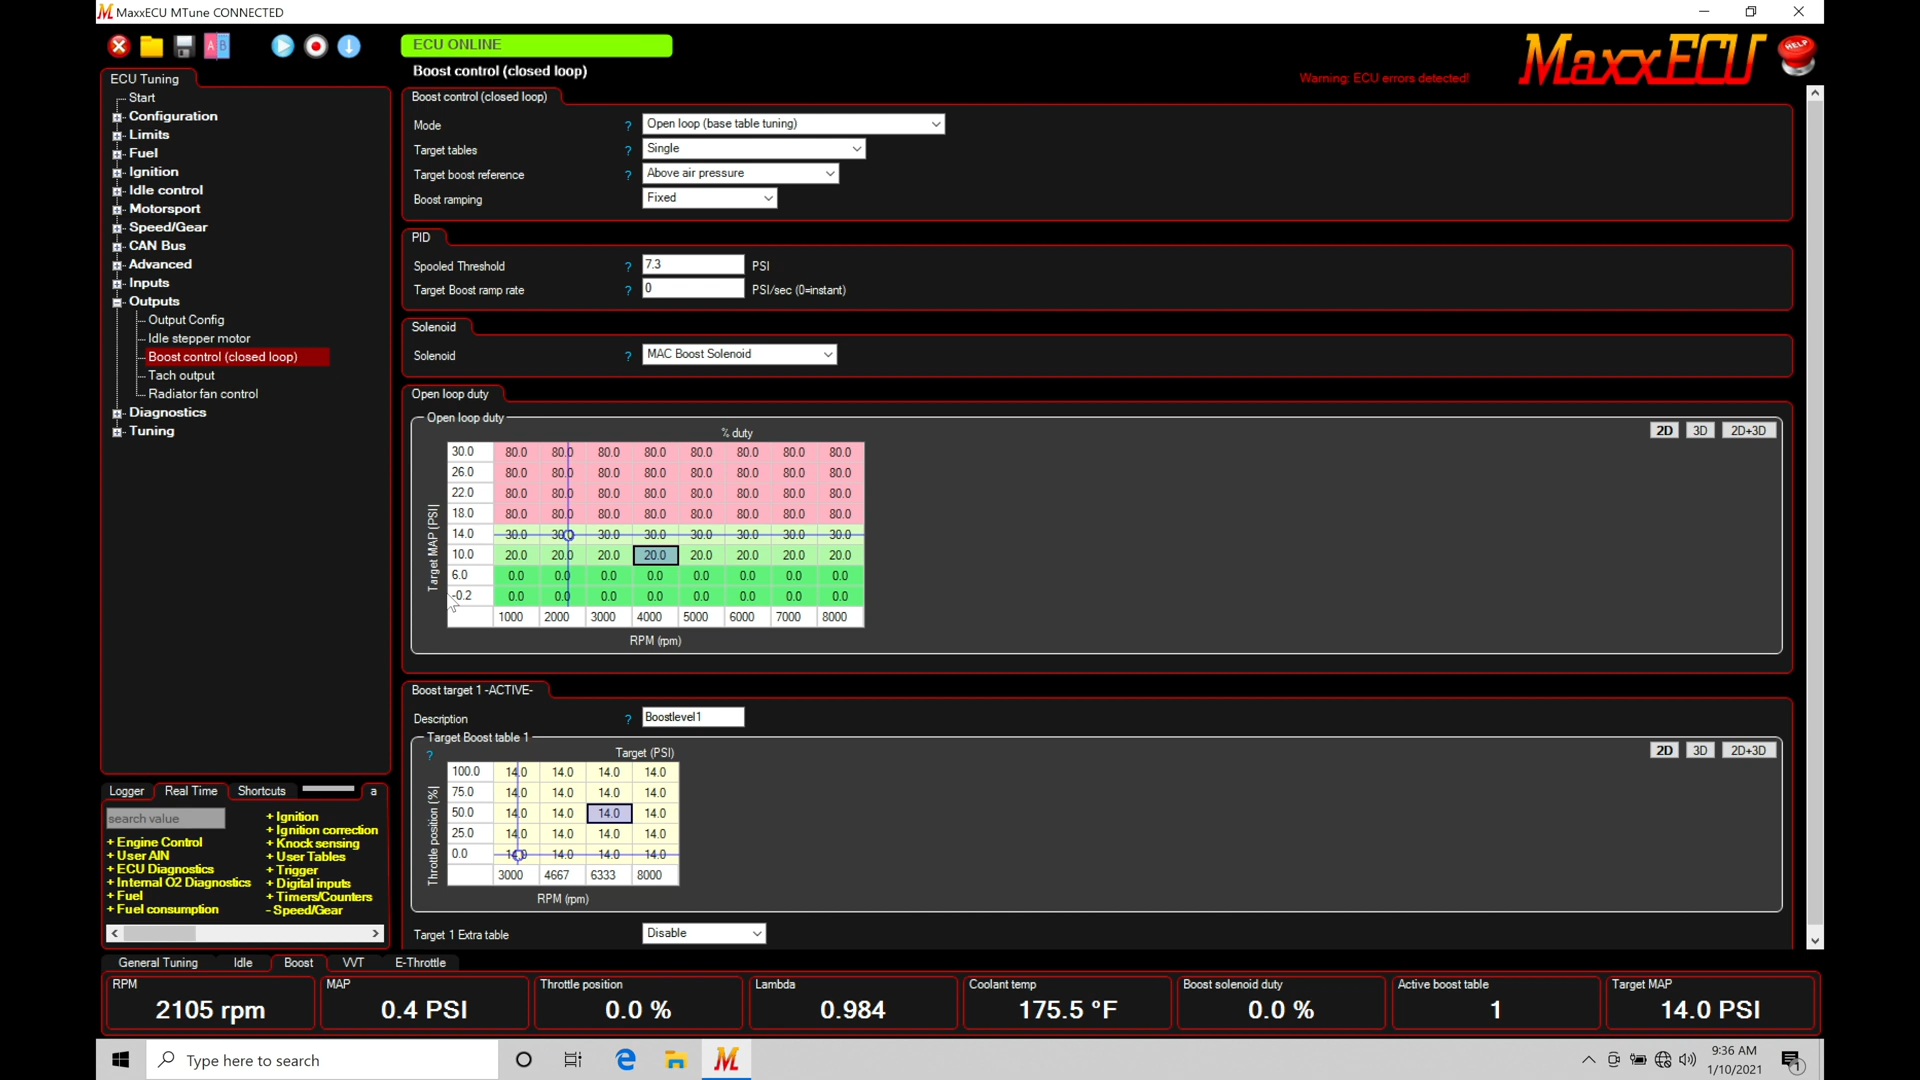 MaxxECU MTune CONNECTED
A B
ECU ONLINE
Boost control (closed loop)
Warning: ECU errors detected!
MaxxECU
HELP
ECU Tuning
Start
Configuration
Limits
Fuel
Ignition
Idle control
Motorsport
Speed/Gear
CAN Bus
Advanced
Inputs
Outputs
Output Config
Idle stepper motor
Boost control (closed loop)
Tach output
Radiator fan control
Diagnostics
Tuning
Boost control (closed loop)
Mode ? Open loop (base table tuning)
Target tables ? Single
Target boost reference ? Above air pressure
Boost ramping Fixed
PID
Spooled Threshold ? 7.3 PSI
Target Boost ramp rate ? 0 PSI/sec (0=instant)
Solenoid
Solenoid ? MAC Boost Solenoid
Open loop duty
Open loop duty
2D 3D 2D+3D
% duty
Target MAP [PSI]
30.0 80.0 80.0 80.0 80.0 80.0 80.0 80.0 80.0
26.0 80.0 80.0 80.0 80.0 80.0 80.0 80.0 80.0
22.0 80.0 80.0 80.0 80.0 80.0 80.0 80.0 80.0
18.0 80.0 80.0 80.0 80.0 80.0 80.0 80.0 80.0
14.0 30.0 30.0 30.0 30.0 30.0 30.0 30.0 30.0
10.0 20.0 20.0 20.0 20.0 20.0 20.0 20.0 20.0
6.0 0.0 0.0 0.0 0.0 0.0 0.0 0.0 0.0
-0.2 0.0 0.0 0.0 0.0 0.0 0.0 0.0 0.0
1000 2000 3000 4000 5000 6000 7000 8000
RPM (rpm)
Boost target 1 -ACTIVE-
Description ? Boostlevel1
Target Boost table 1
2D 3D 2D+3D
? Target (PSI)
Throttle position [%]
100.0 14.0 14.0 14.0 14.0
75.0 14.0 14.0 14.0 14.0
50.0 14.0 14.0 14.0 14.0
25.0 14.0 14.0 14.0 14.0
0.0 14.0 14.0 14.0 14.0
3000 4667 6333 8000
RPM (rpm)
Target 1 Extra table Disable
Logger Real Time Shortcuts a
search value
+ Engine Control
+ User AIN
+ ECU Diagnostics
+ Internal O2 Diagnostics
+ Fuel
+ Fuel consumption
+ Ignition
+ Ignition correction
+ Knock sensing
+ User Tables
+ Trigger
+ Digital inputs
+ Timers/Counters
- Speed/Gear
General Tuning Idle Boost VVT E-Throttle
RPM
2105 rpm
MAP
0.4 PSI
Throttle position
0.0 %
Lambda
0.984
Coolant temp
175.5 °F
Boost solenoid duty
0.0 %
Active boost table
1
Target MAP
14.0 PSI
Type here to search
9:36 AM
1/10/2021
1